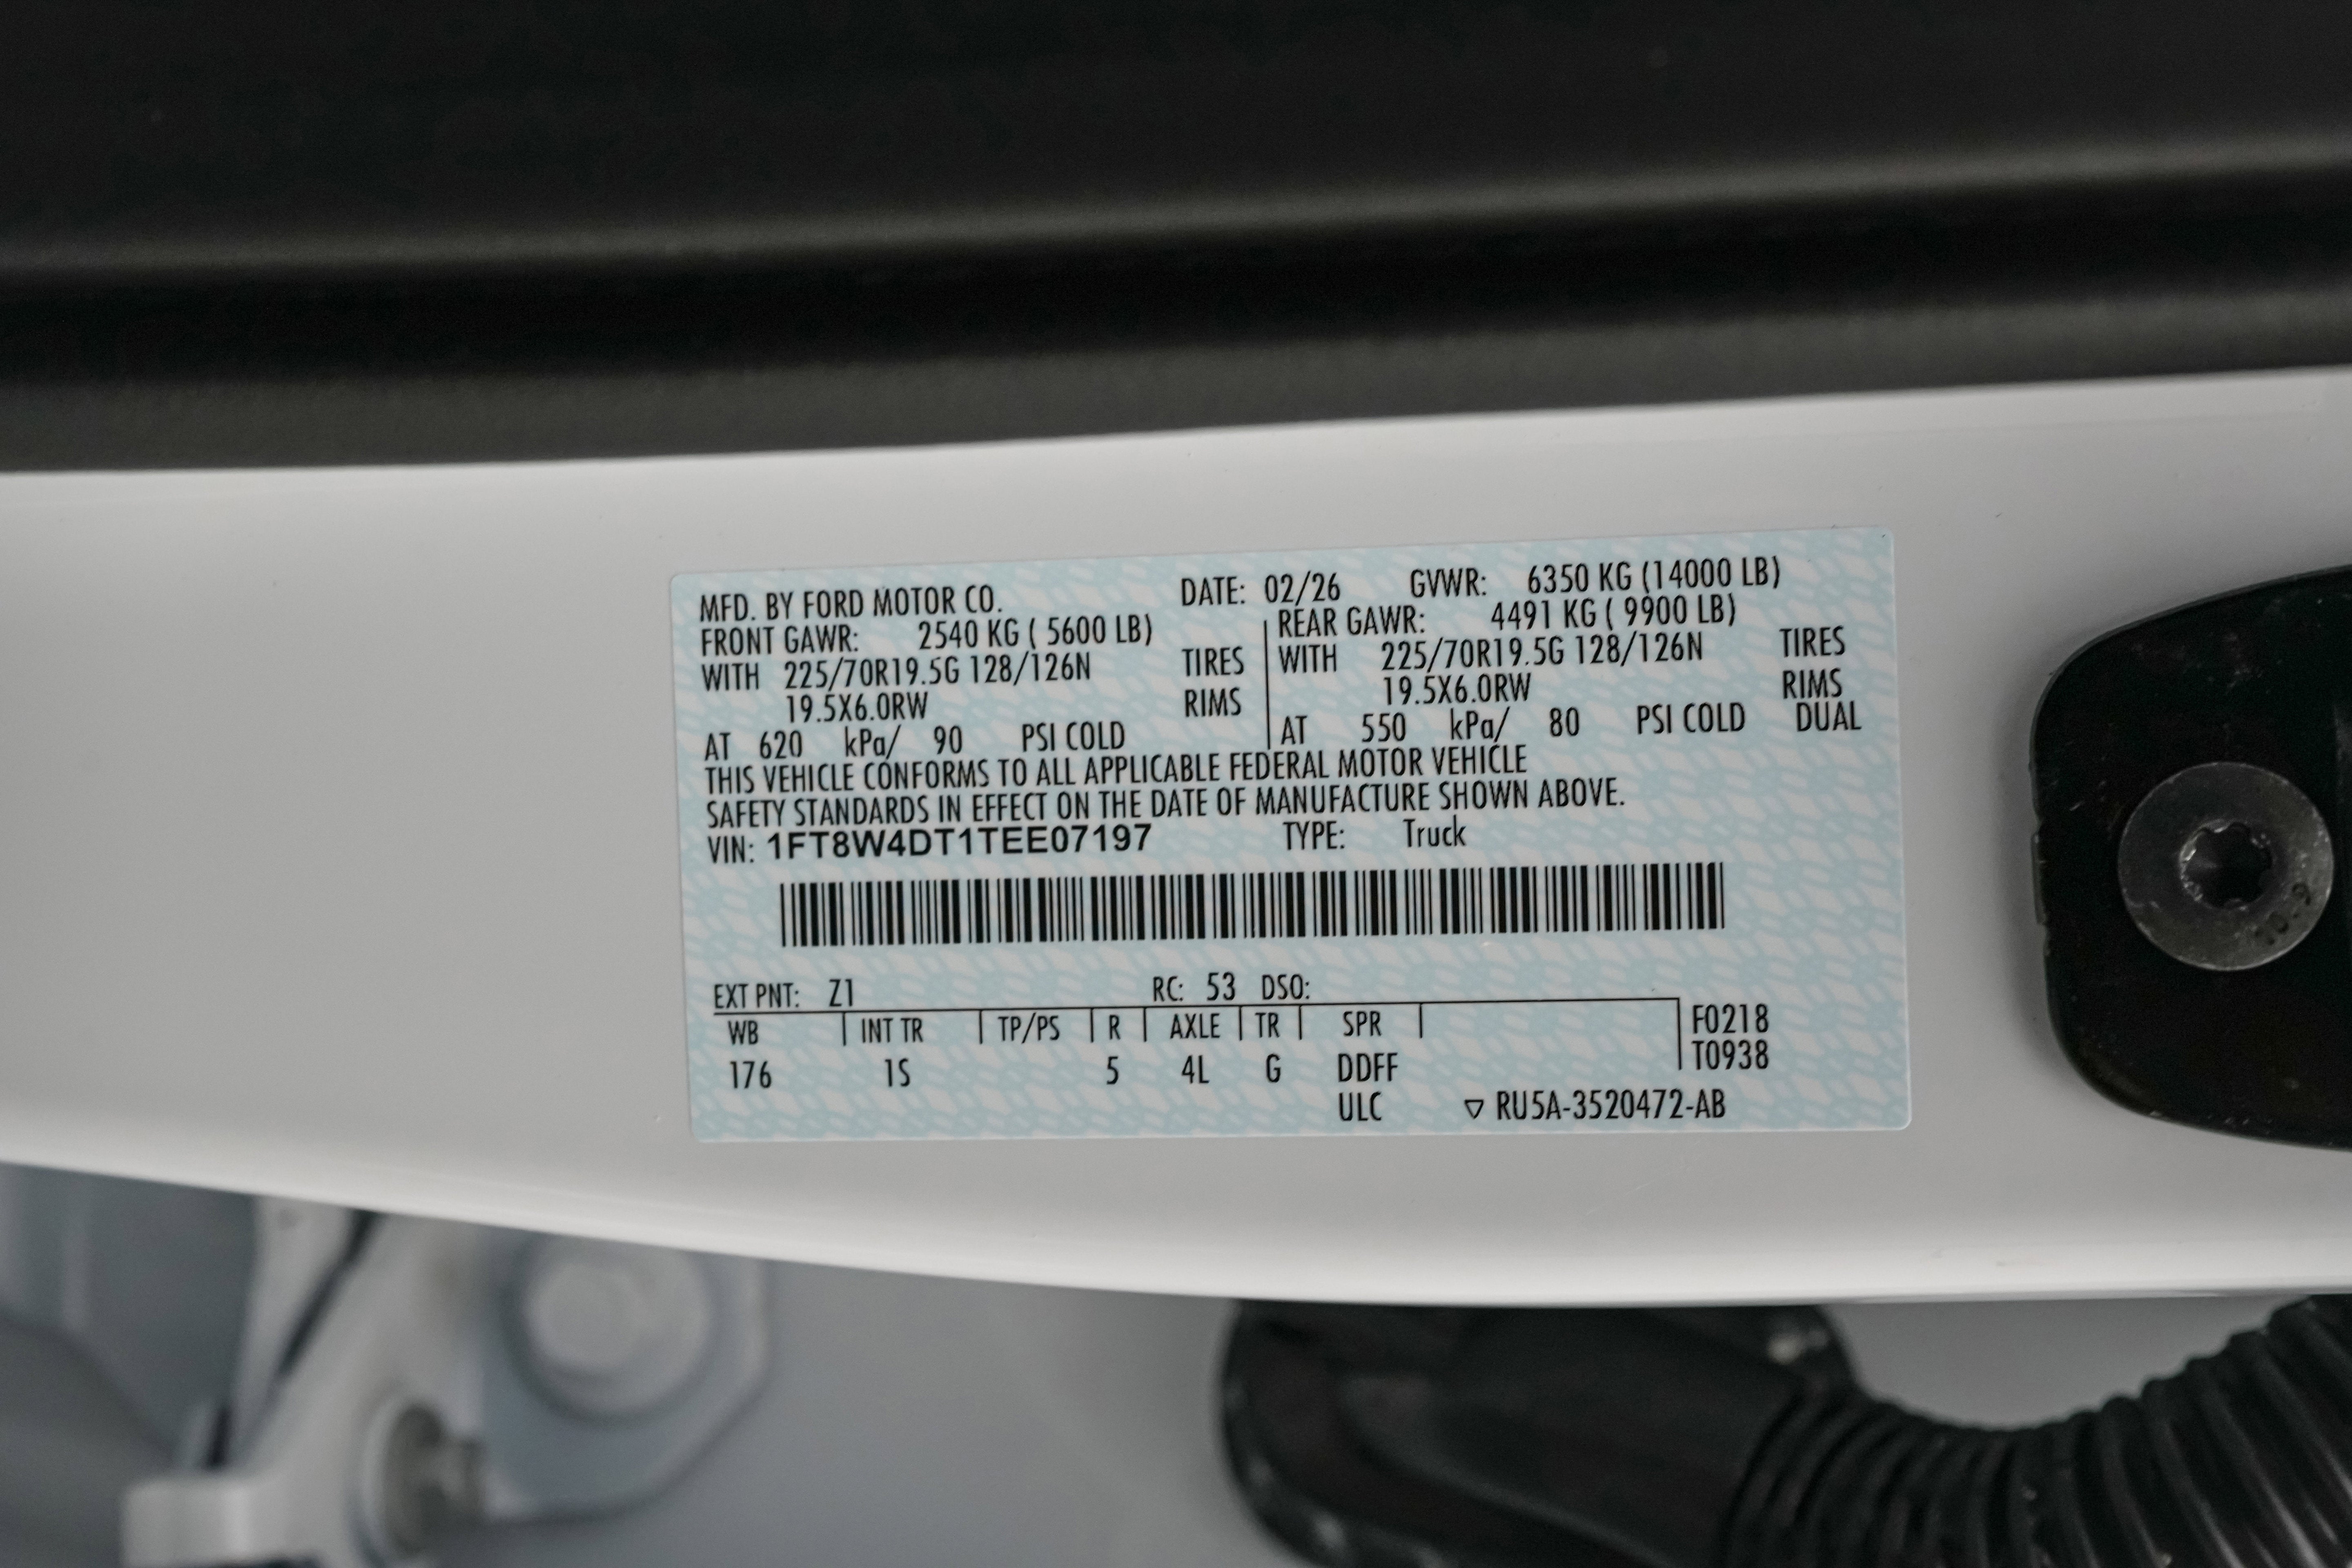 MFD. BY FORD MOTOR CO. DATE: 02/26 GVWR: 6350 KG (14000 LB)
FRONT GAWR: 2540 KG ( 5600 LB) REAR GAWR: 4491 KG ( 9900 LB)
WITH 225/70R19.5G 128/126N TIRES WITH 225/70R19.5G 128/126N TIRES
19.5X6.0RW RIMS 19.5X6.0RW RIMS
AT 620 kPa/ 90 PSI COLD AT 550 kPa/ 80 PSI COLD DUAL
THIS VEHICLE CONFORMS TO ALL APPLICABLE FEDERAL MOTOR VEHICLE
SAFETY STANDARDS IN EFFECT ON THE DATE OF MANUFACTURE SHOWN ABOVE.
VIN: 1FT8W4DT1TEE07197 TYPE: Truck
EXT PNT: Z1 RC: 53 DSO:
WB INT TR TP/PS R AXLE TR SPR F0218
176 1S 5 4L G DDFF T0938
ULC ▽ RU5A-3520472-AB
10.9